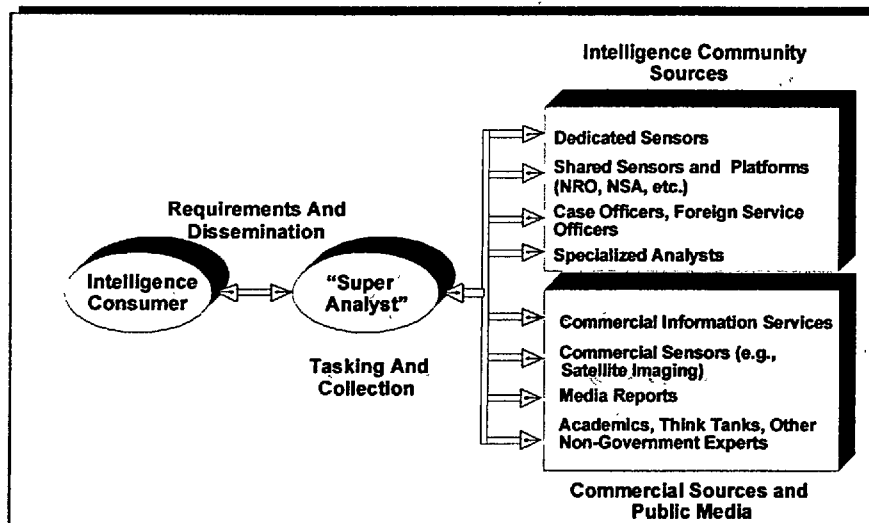 Intelligence Community
Sources
Dedicated Sensors
Shared Sensors and Platforms
(NRO, NSA, etc.)
Case Officers, Foreign Service
Officers
Specialized Analysts
Requirements And
Dissemination
Intelligence
Consumer
“Super
Analyst”
Tasking And
Collection
Commercial Information Services
Commercial Sensors (e.g.,
Satellite Imaging)
Media Reports
Academics, Think Tanks, Other
Non-Government Experts
Commercial Sources and
Public Media